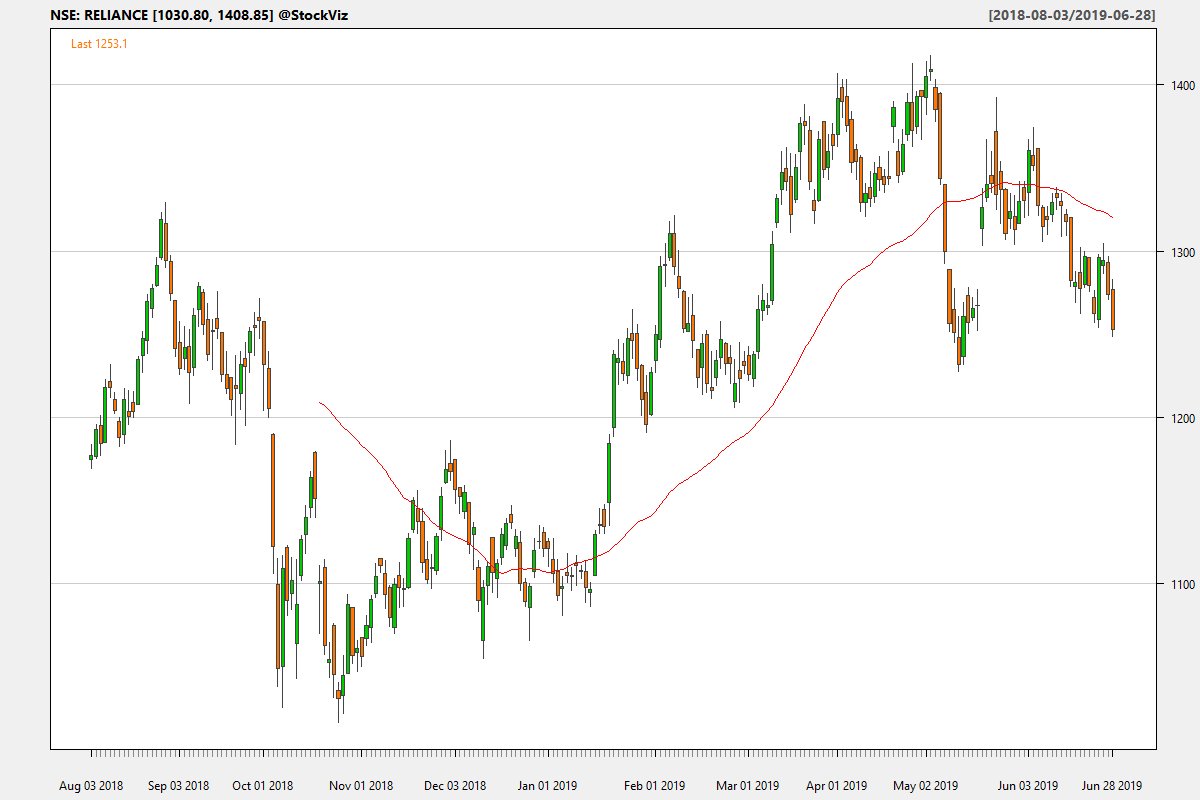 NSE: RELIANCE [1030.80, 1408.85] @StockViz
[2018-08-03/2019-06-28]
Last 1253.1
1400
1300
1200
1100
Aug 03 2018 Sep 03 2018 Oct 01 2018 Nov 01 2018 Dec 03 2018 Jan 01 2019 Feb 01 2019 Mar 01 2019 Apr 01 2019 May 02 2019 Jun 03 2019 Jun 28 2019